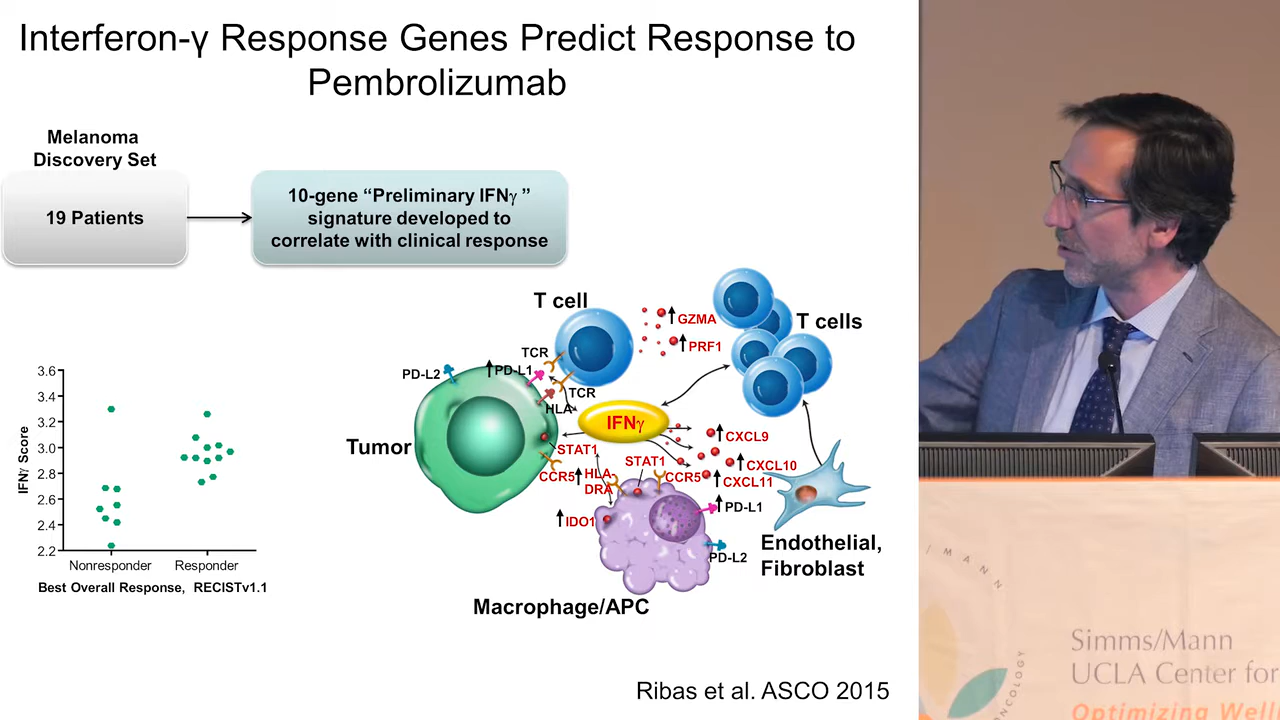 Interferon-γ Response Genes Predict Response to
Pembrolizumab
Melanoma
Discovery Set
19 Patients
10-gene “Preliminary IFNγ ”
signature developed to
correlate with clinical response
T cell
GZMA
PRF1
T cells
TCR
PD-L2
PD-L1
TCR
HLA
IFNγ
Tumor
STAT1
CXCL9
CCR5
HLA-
DRA
STAT1
CCR5
CXCL10
CXCL11
IDO1
PD-L1
PD-L2
Endothelial,
Fibroblast
Macrophage/APC
IFNγ Score
3.6
3.4
3.2
3.0
2.8
2.6
2.4
2.2
Nonresponder
Responder
Best Overall Response, RECISTv1.1
Ribas et al. ASCO 2015
I M A N N
ONCOLOGY
Simms/Mann
UCLA Center for
Optimizing Well